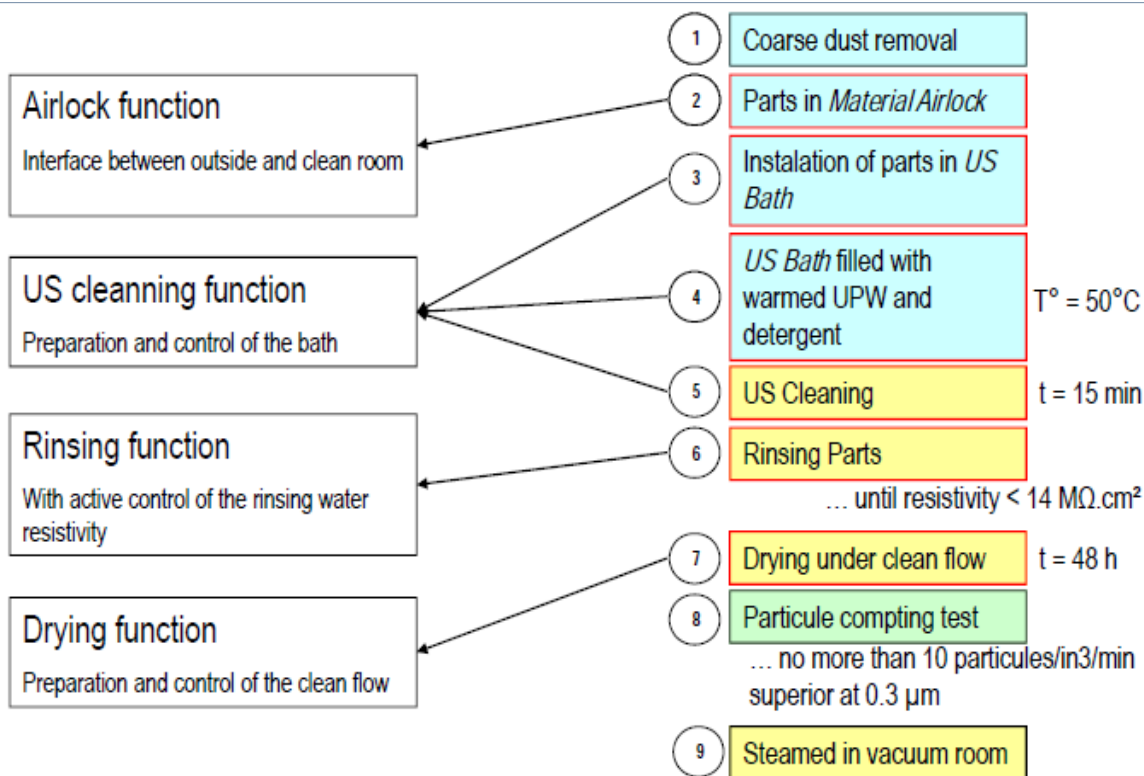 1
Coarse dust removal
Airlock function
Interface between outside and clean room
2
Parts in Material Airlock
3
Instalation of parts in US
Bath
US cleanning function
Preparation and control of the bath
4
US Bath filled with
warmed UPW and
detergent
T° = 50°C
5
US Cleaning
t = 15 min
Rinsing function
With active control of the rinsing water
resistivity
6
Rinsing Parts
... until resistivity < 14 MΩ.cm²
7
Drying under clean flow
t = 48 h
Drying function
Preparation and control of the clean flow
8
Particule compting test
... no more than 10 particules/in3/min
superior at 0.3 µm
9
Steamed in vacuum room